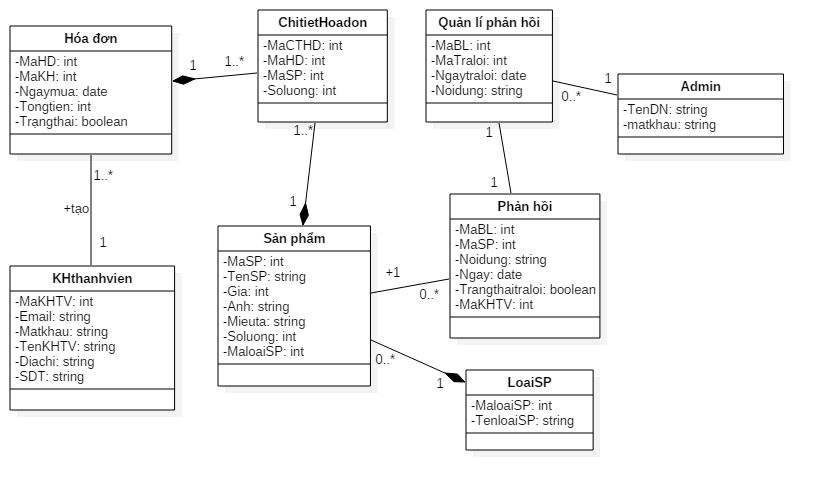 Hóa đơn
-MaHD: int
-MaKH: int
-Ngaymua: date
-Tongtien: int
-Trạngthai: boolean
1
1..*
ChitietHoadon
-MaCTHD: int
-MaHD: int
-MaSP: int
-Soluong: int
Quản lí phản hồi
-MaBL: int
-MaTraloi: int
-Ngaytraloi: date
-Noidung: string
1
0..*
Admin
-TenDN: string
-matkhau: string
1..*
+tạo
1
1..*
1
1
1
Sản phẩm
-MaSP: int
-TenSP: string
-Gia: int
-Anh: string
-Mieuta: string
-Soluong: int
-MaloaiSP: int
+1
0..*
Phản hồi
-MaBL: int
-MaSP: int
-Noidung: string
-Ngay: date
-Trangthaitraloi: boolean
-MaKHTV: int
KHthanhvien
-MaKHTV: int
-Email: string
-Matkhau: string
-TenKHTV: string
-Diachi: string
-SDT: string
0..*
1
LoaiSP
-MaloaiSP: int
-TenloaiSP: string